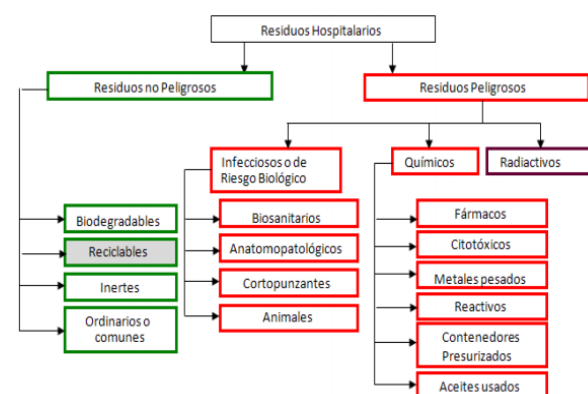 Residuos Hospitalarios
Residuos no Peligrosos
Residuos Peligrosos
Infecciosos o de
Riesgo Biológico
Químicos
Radiactivos
Biodegradables
Reciclables
Inertes
Ordinarios o
comunes
Biosanitarios
Anatomopatológicos
Cortopunzantes
Animales
Fármacos
Citotóxicos
Metales pesados
Reactivos
Contenedores
Presurizados
Aceites usados